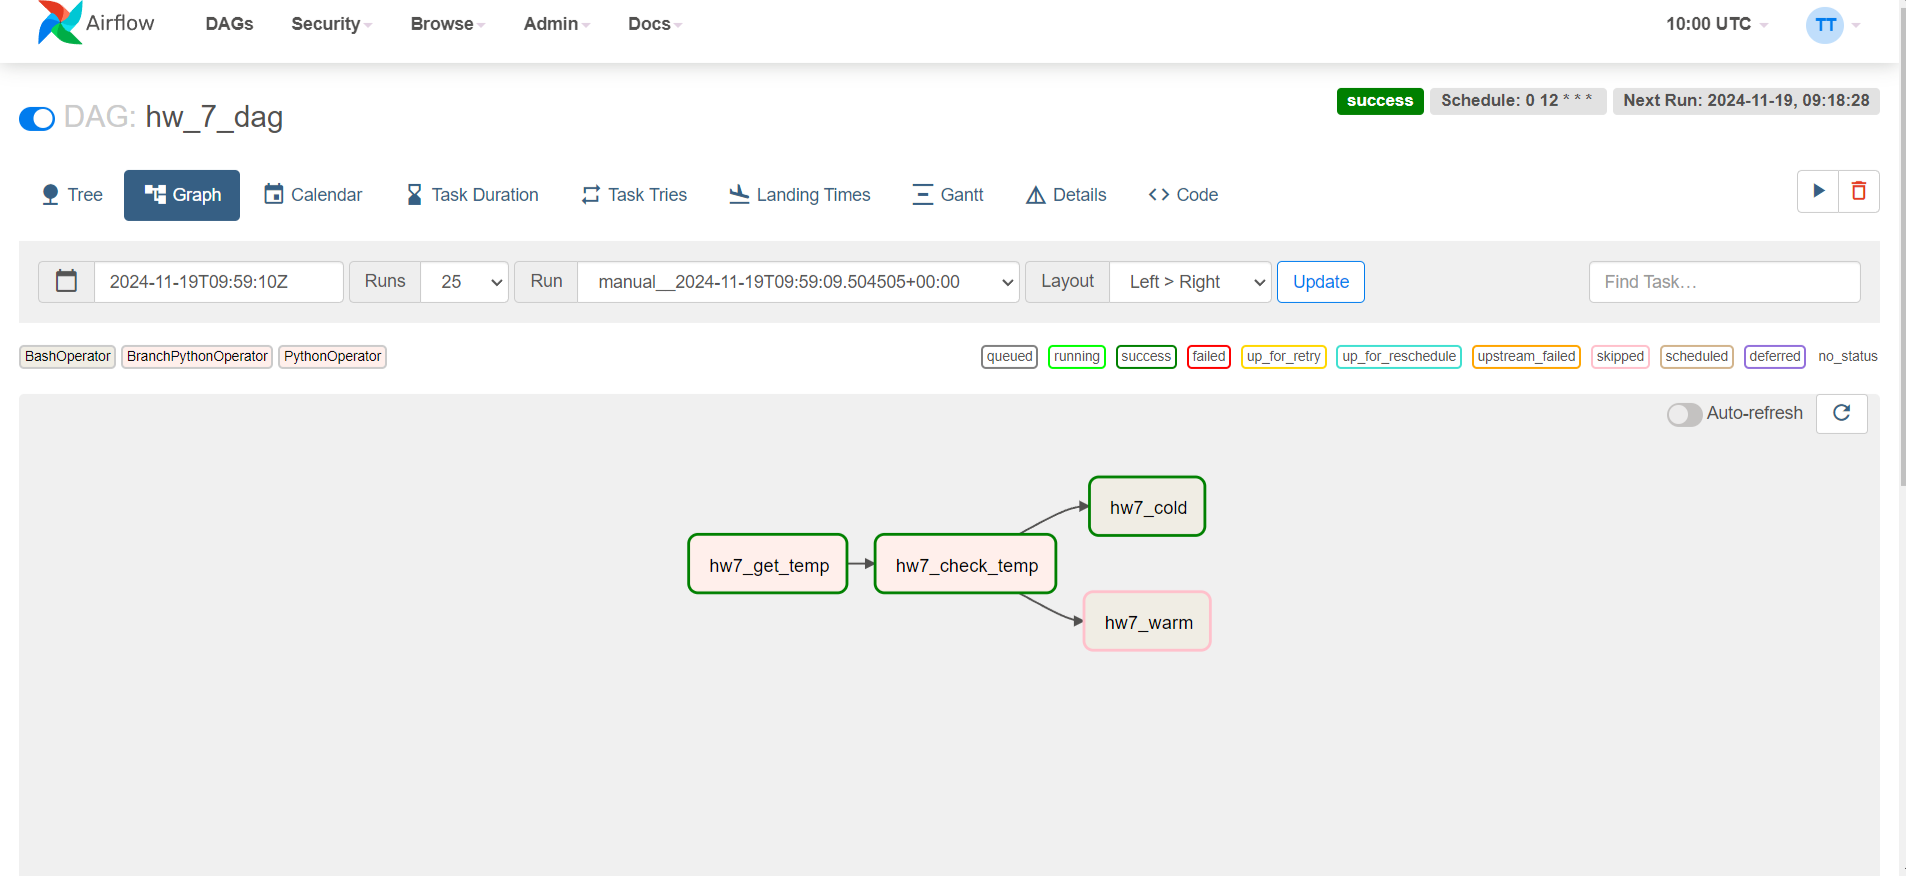 Airflow DAGs Security Browse Admin Docs 10:00 UTC TT
success Schedule: 0 12 * * * Next Run: 2024-11-19, 09:18:28
DAG: hw_7_dag
Tree Graph Calendar Task Duration Task Tries Landing Times Gantt Details Code
2024-11-19T09:59:10Z Runs 25 Run manual__2024-11-19T09:59:09.504505+00:00 Layout Left > Right Update Find Task…
BashOperator BranchPythonOperator PythonOperator queued running success failed up_for_retry up_for_reschedule upstream_failed skipped scheduled deferred no_status
Auto-refresh
hw7_cold
hw7_get_temp hw7_check_temp
hw7_warm